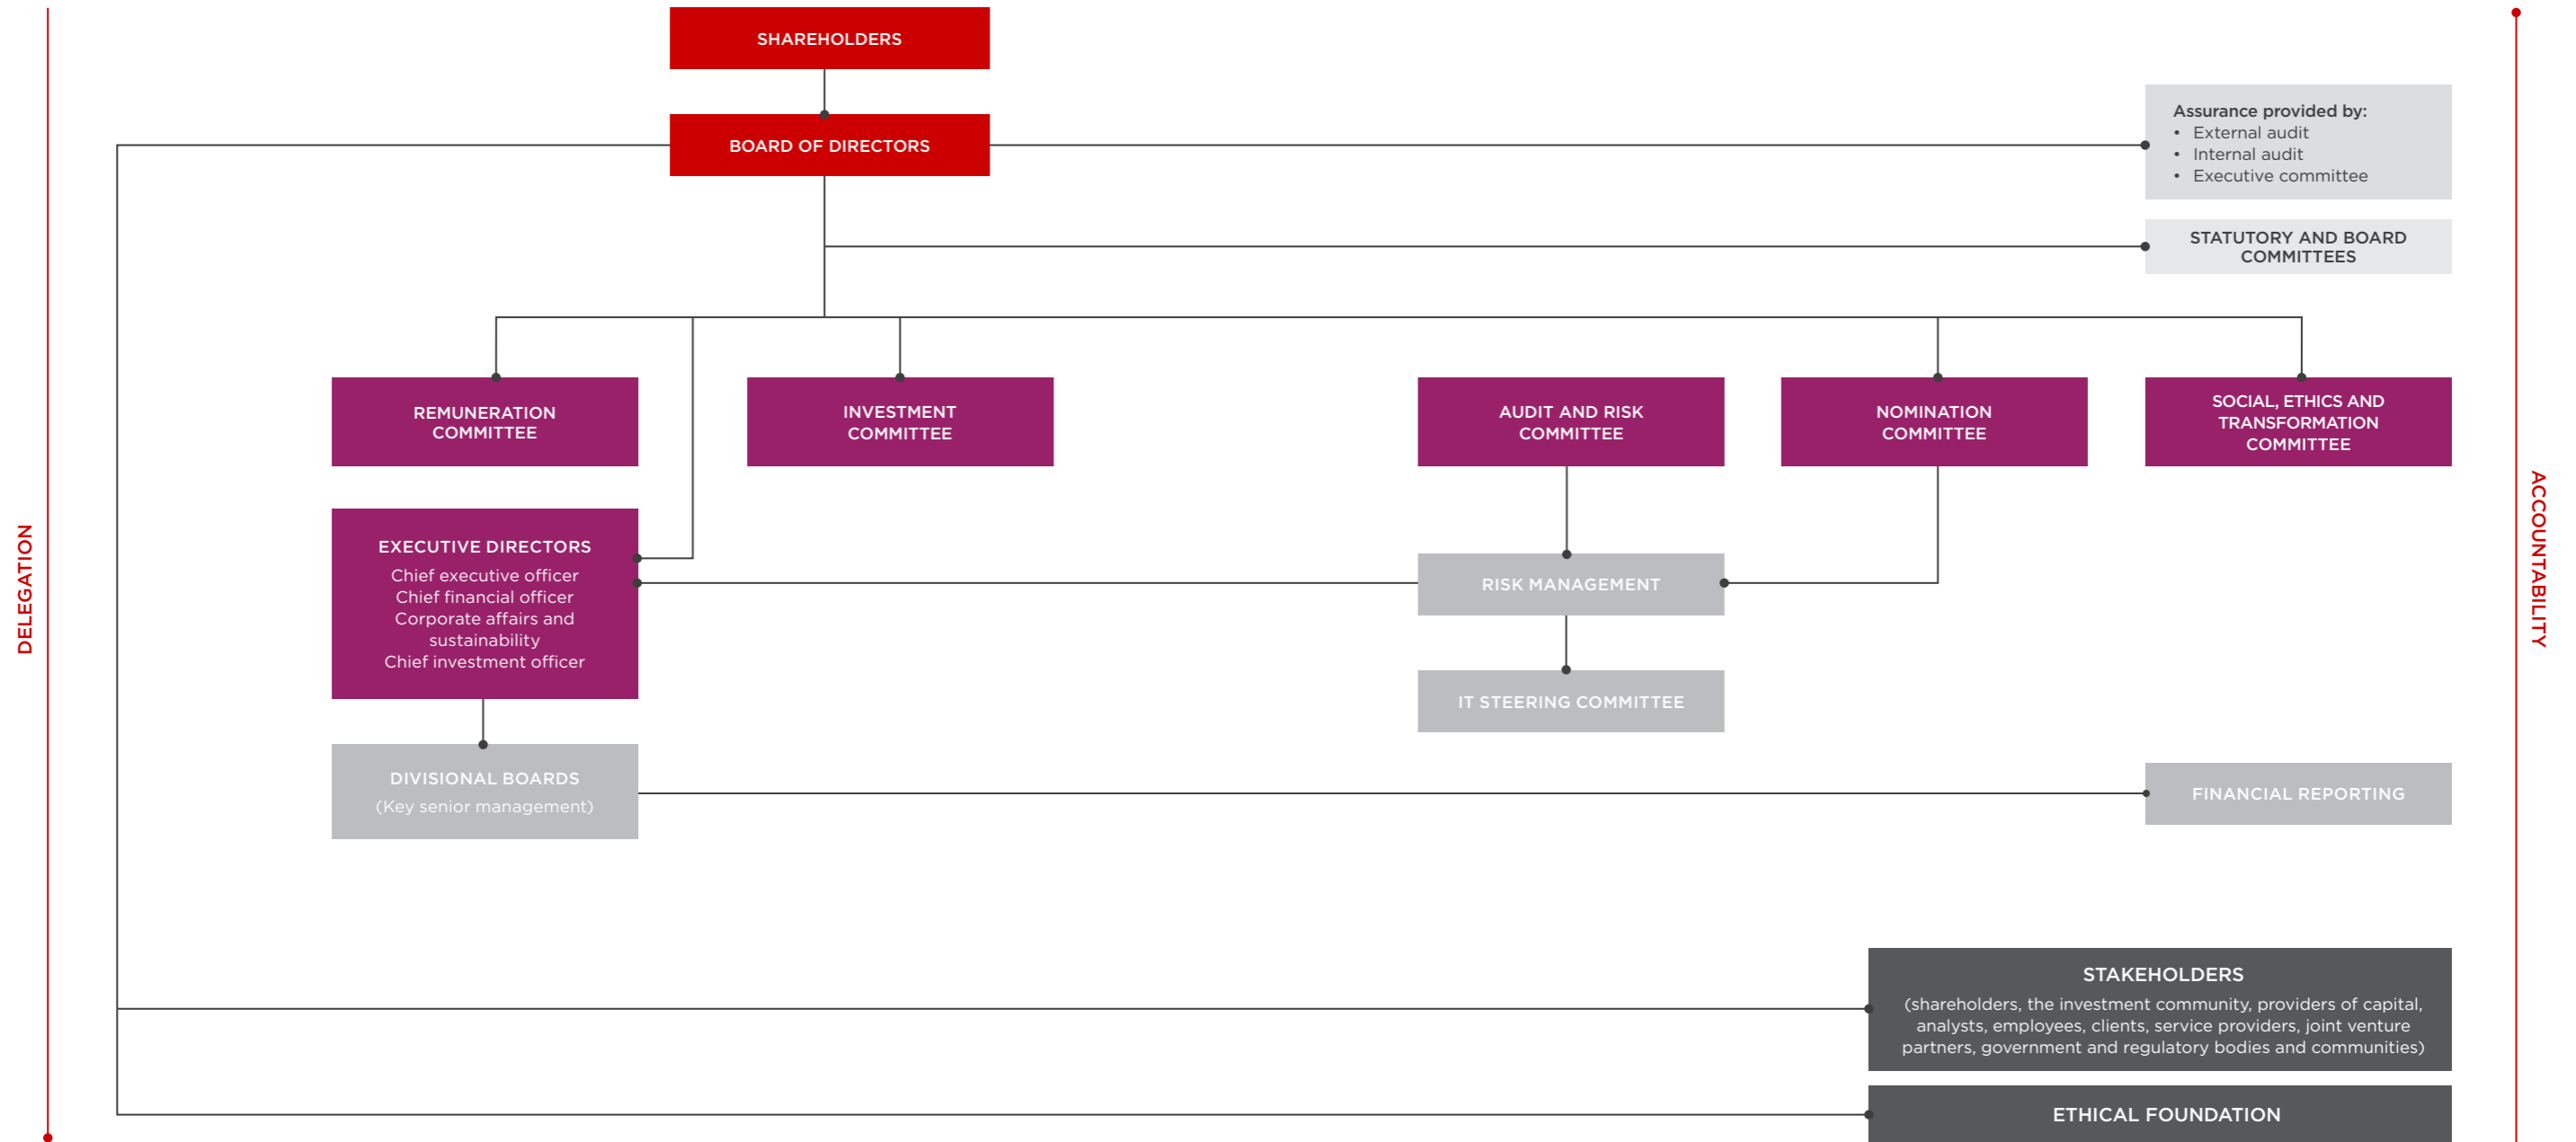 SHAREHOLDERS
BOARD OF DIRECTORS
Assurance provided by:
• External audit
• Internal audit
• Executive committee
STATUTORY AND BOARD
COMMITTEES
REMUNERATION
COMMITTEE
INVESTMENT
COMMITTEE
AUDIT AND RISK
COMMITTEE
NOMINATION
COMMITTEE
SOCIAL, ETHICS AND
TRANSFORMATION
COMMITTEE
DELEGATION
ACCOUNTABILITY
EXECUTIVE DIRECTORS
Chief executive officer
Chief financial officer
Corporate affairs and
sustainability
Chief investment officer
RISK MANAGEMENT
IT STEERING COMMITTEE
DIVISIONAL BOARDS
(Key senior management)
FINANCIAL REPORTING
STAKEHOLDERS
(shareholders, the investment community, providers of capital,
analysts, employees, clients, service providers, joint venture
partners, government and regulatory bodies and communities)
ETHICAL FOUNDATION